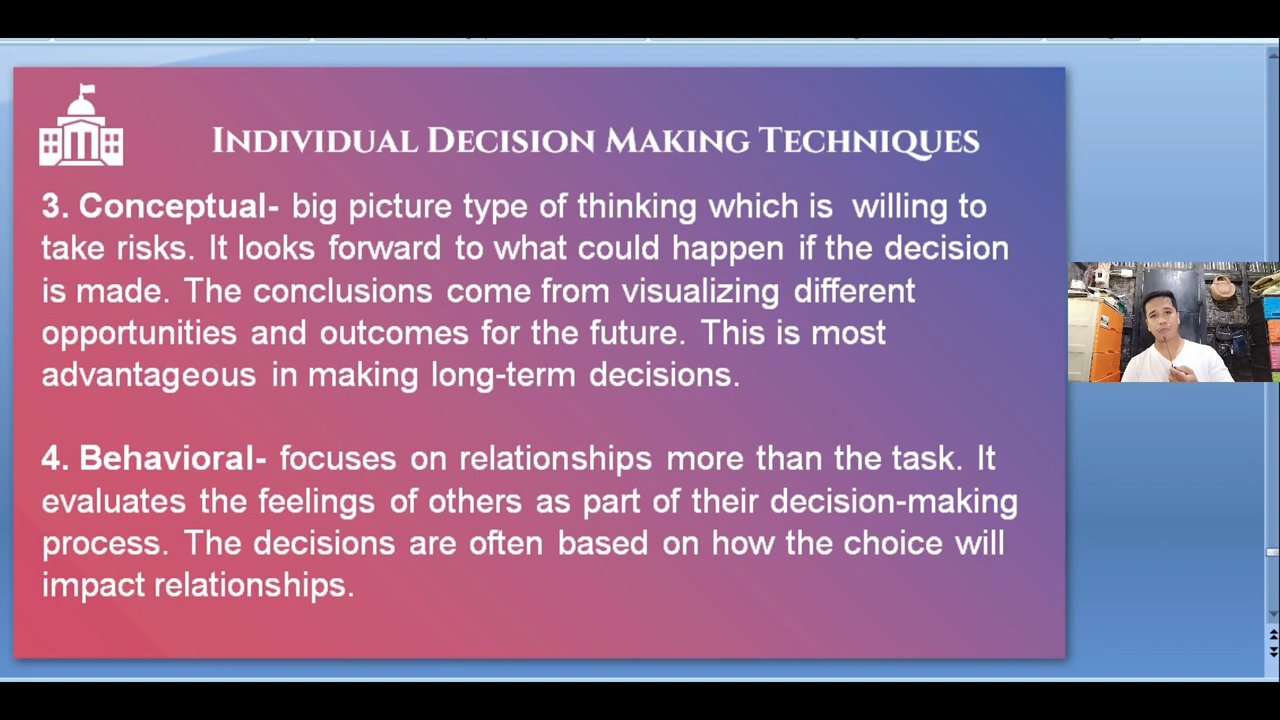 INDIVIDUAL DECISION MAKING TECHNIQUES
3. Conceptual- big picture type of thinking which is willing to
take risks. It looks forward to what could happen if the decision
is made. The conclusions come from visualizing different
opportunities and outcomes for the future. This is most
advantageous in making long-term decisions.
4. Behavioral- focuses on relationships more than the task. It
evaluates the feelings of others as part of their decision-making
process. The decisions are often based on how the choice will
impact relationships.